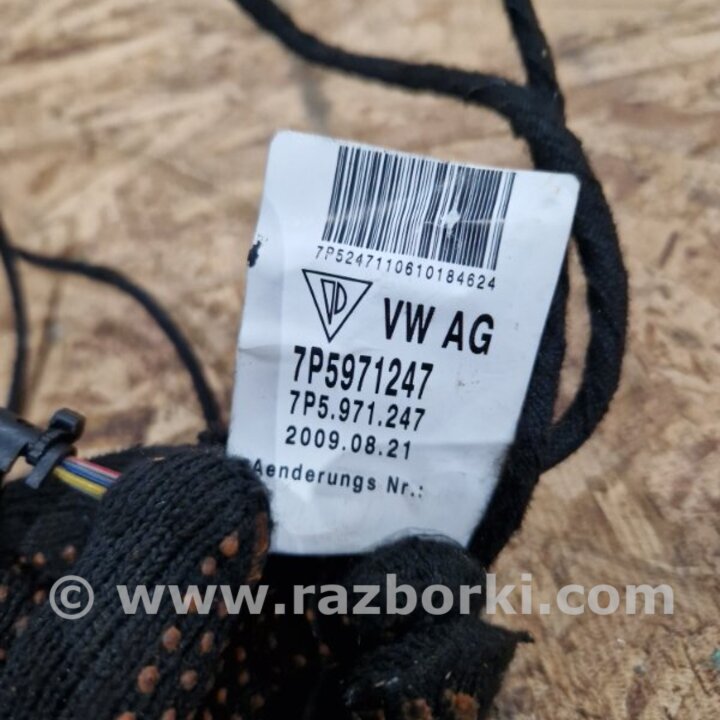 7P5247110610184624
VW AG
7P5971247
7P5.971.247
2009.08.21
Aenderungs Nr.:
© www.razborki.com